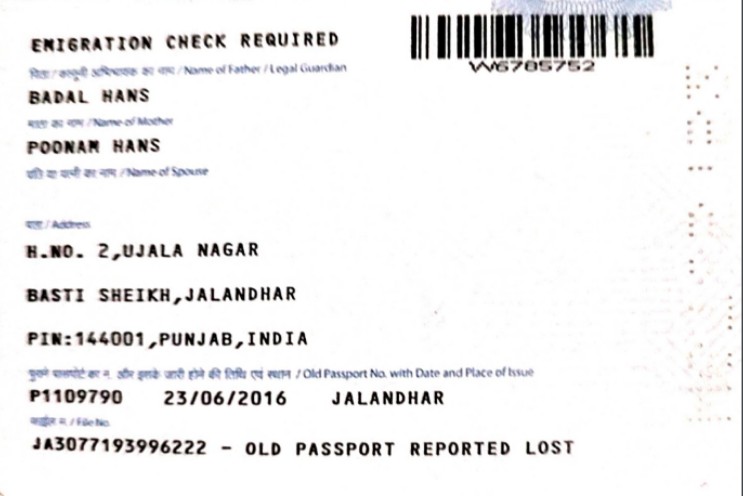 EMIGRATION CHECK REQUIRED
W6785752
पिता / कानूनी अभिभावक का नाम / Name of Father / Legal Guardian
BADAL HANS
माता का नाम / Name of Mother
POONAM HANS
पति या पत्नी का नाम / Name of Spouse
पता / Address
H.NO. 2,UJALA NAGAR
BASTI SHEIKH,JALANDHAR
PIN:144001,PUNJAB,INDIA
पुराने पासपोर्ट का न. और इसके जारी होने की तिथि एवं स्थान / Old Passport No. with Date and Place of Issue
P1109790 23/06/2016 JALANDHAR
फाईल न. / File No.
JA3077193996222 - OLD PASSPORT REPORTED LOST